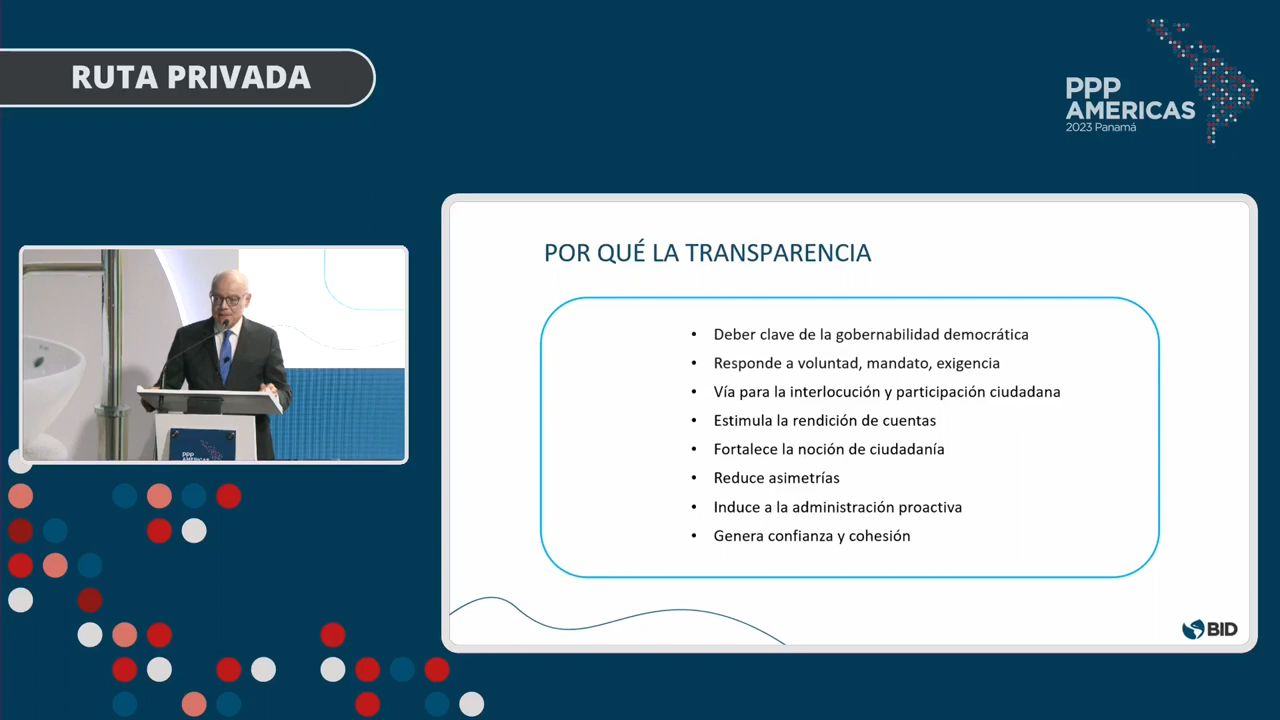 RUTA PRIVADA
PPP
AMERICAS
2023 Panamá
POR QUÉ LA TRANSPARENCIA
• Deber clave de la gobernabilidad democrática
• Responde a voluntad, mandato, exigencia
• Vía para la interlocución y participación ciudadana
• Estimula la rendición de cuentas
• Fortalece la noción de ciudadanía
• Reduce asimetrías
• Induce a la administración proactiva
• Genera confianza y cohesión
PPP
AMERICAS
BID